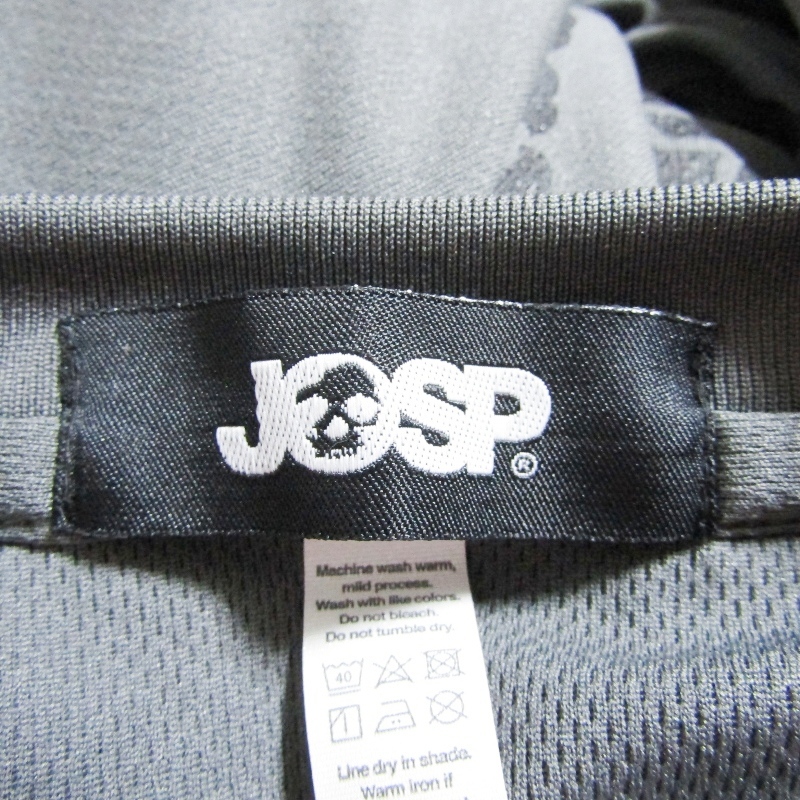 JOSP®
Machine wash warm,
mild process.
Wash with like colors.
Do not bleach.
Do not tumble dry.
40
Line dry in shade.
Warm iron if